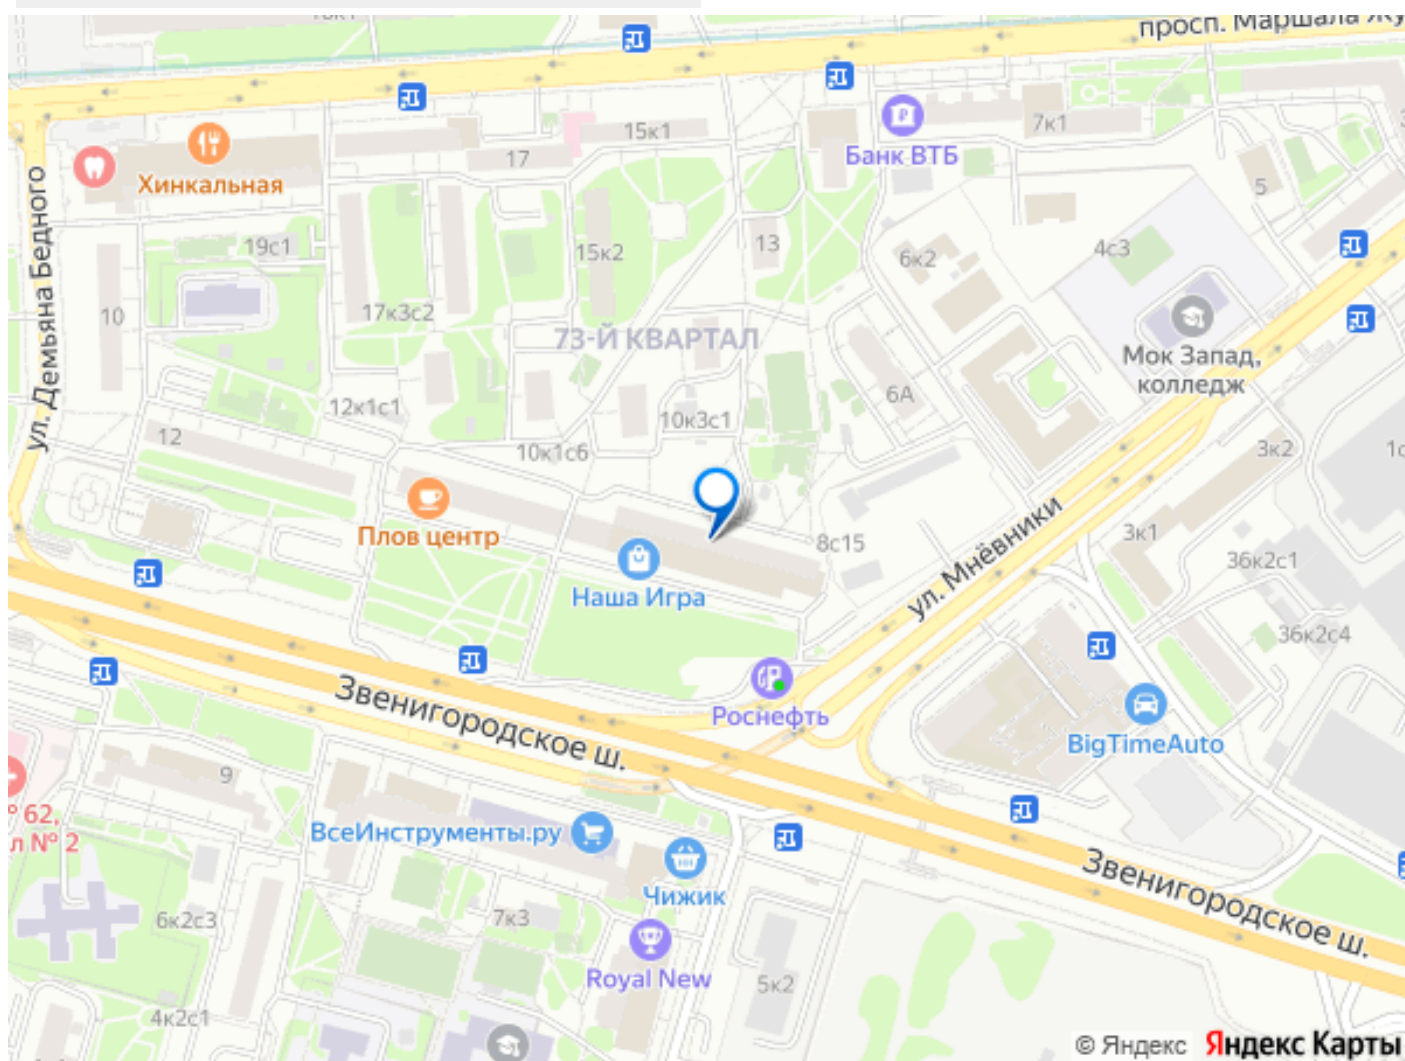 18к1
просп. Маршала Жу
15к1
7к1
17
Банк ВТБ
Хинкальная
5
ул. Демьяна Бедного
19с1
15к2
13
6к2
4с3
10
17к3с2
73-Й КВАРТАЛ
Мок Запад,
колледж
6А
12к1с1
10к3с1
12
10к1с6
3к2
1с
Плов центр
8с15
ул. Мнёвники
3к1
36к2с1
Наша Игра
36к2с4
Звенигородское ш.
Роснефть
BigTimeAuto
9
° 62,
л № 2
ВсеИнструменты.ру
Чижик
Звенигородское ш.
6к2с3
7к3
Royal New
5к2
4к2с1
© Яндекс Яндекс Карты